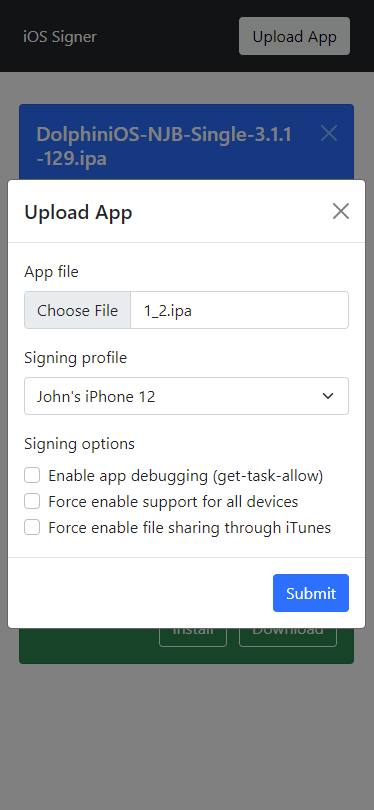 iOS Signer
Upload App
DolphiniOS-NJB-Single-3.1.1
-129.ipa
Upload App
App file
Choose File
1_2.ipa
Signing profile
John's iPhone 12
Signing options
Enable app debugging (get-task-allow)
Force enable support for all devices
Force enable file sharing through iTunes
Submit
Install
Download